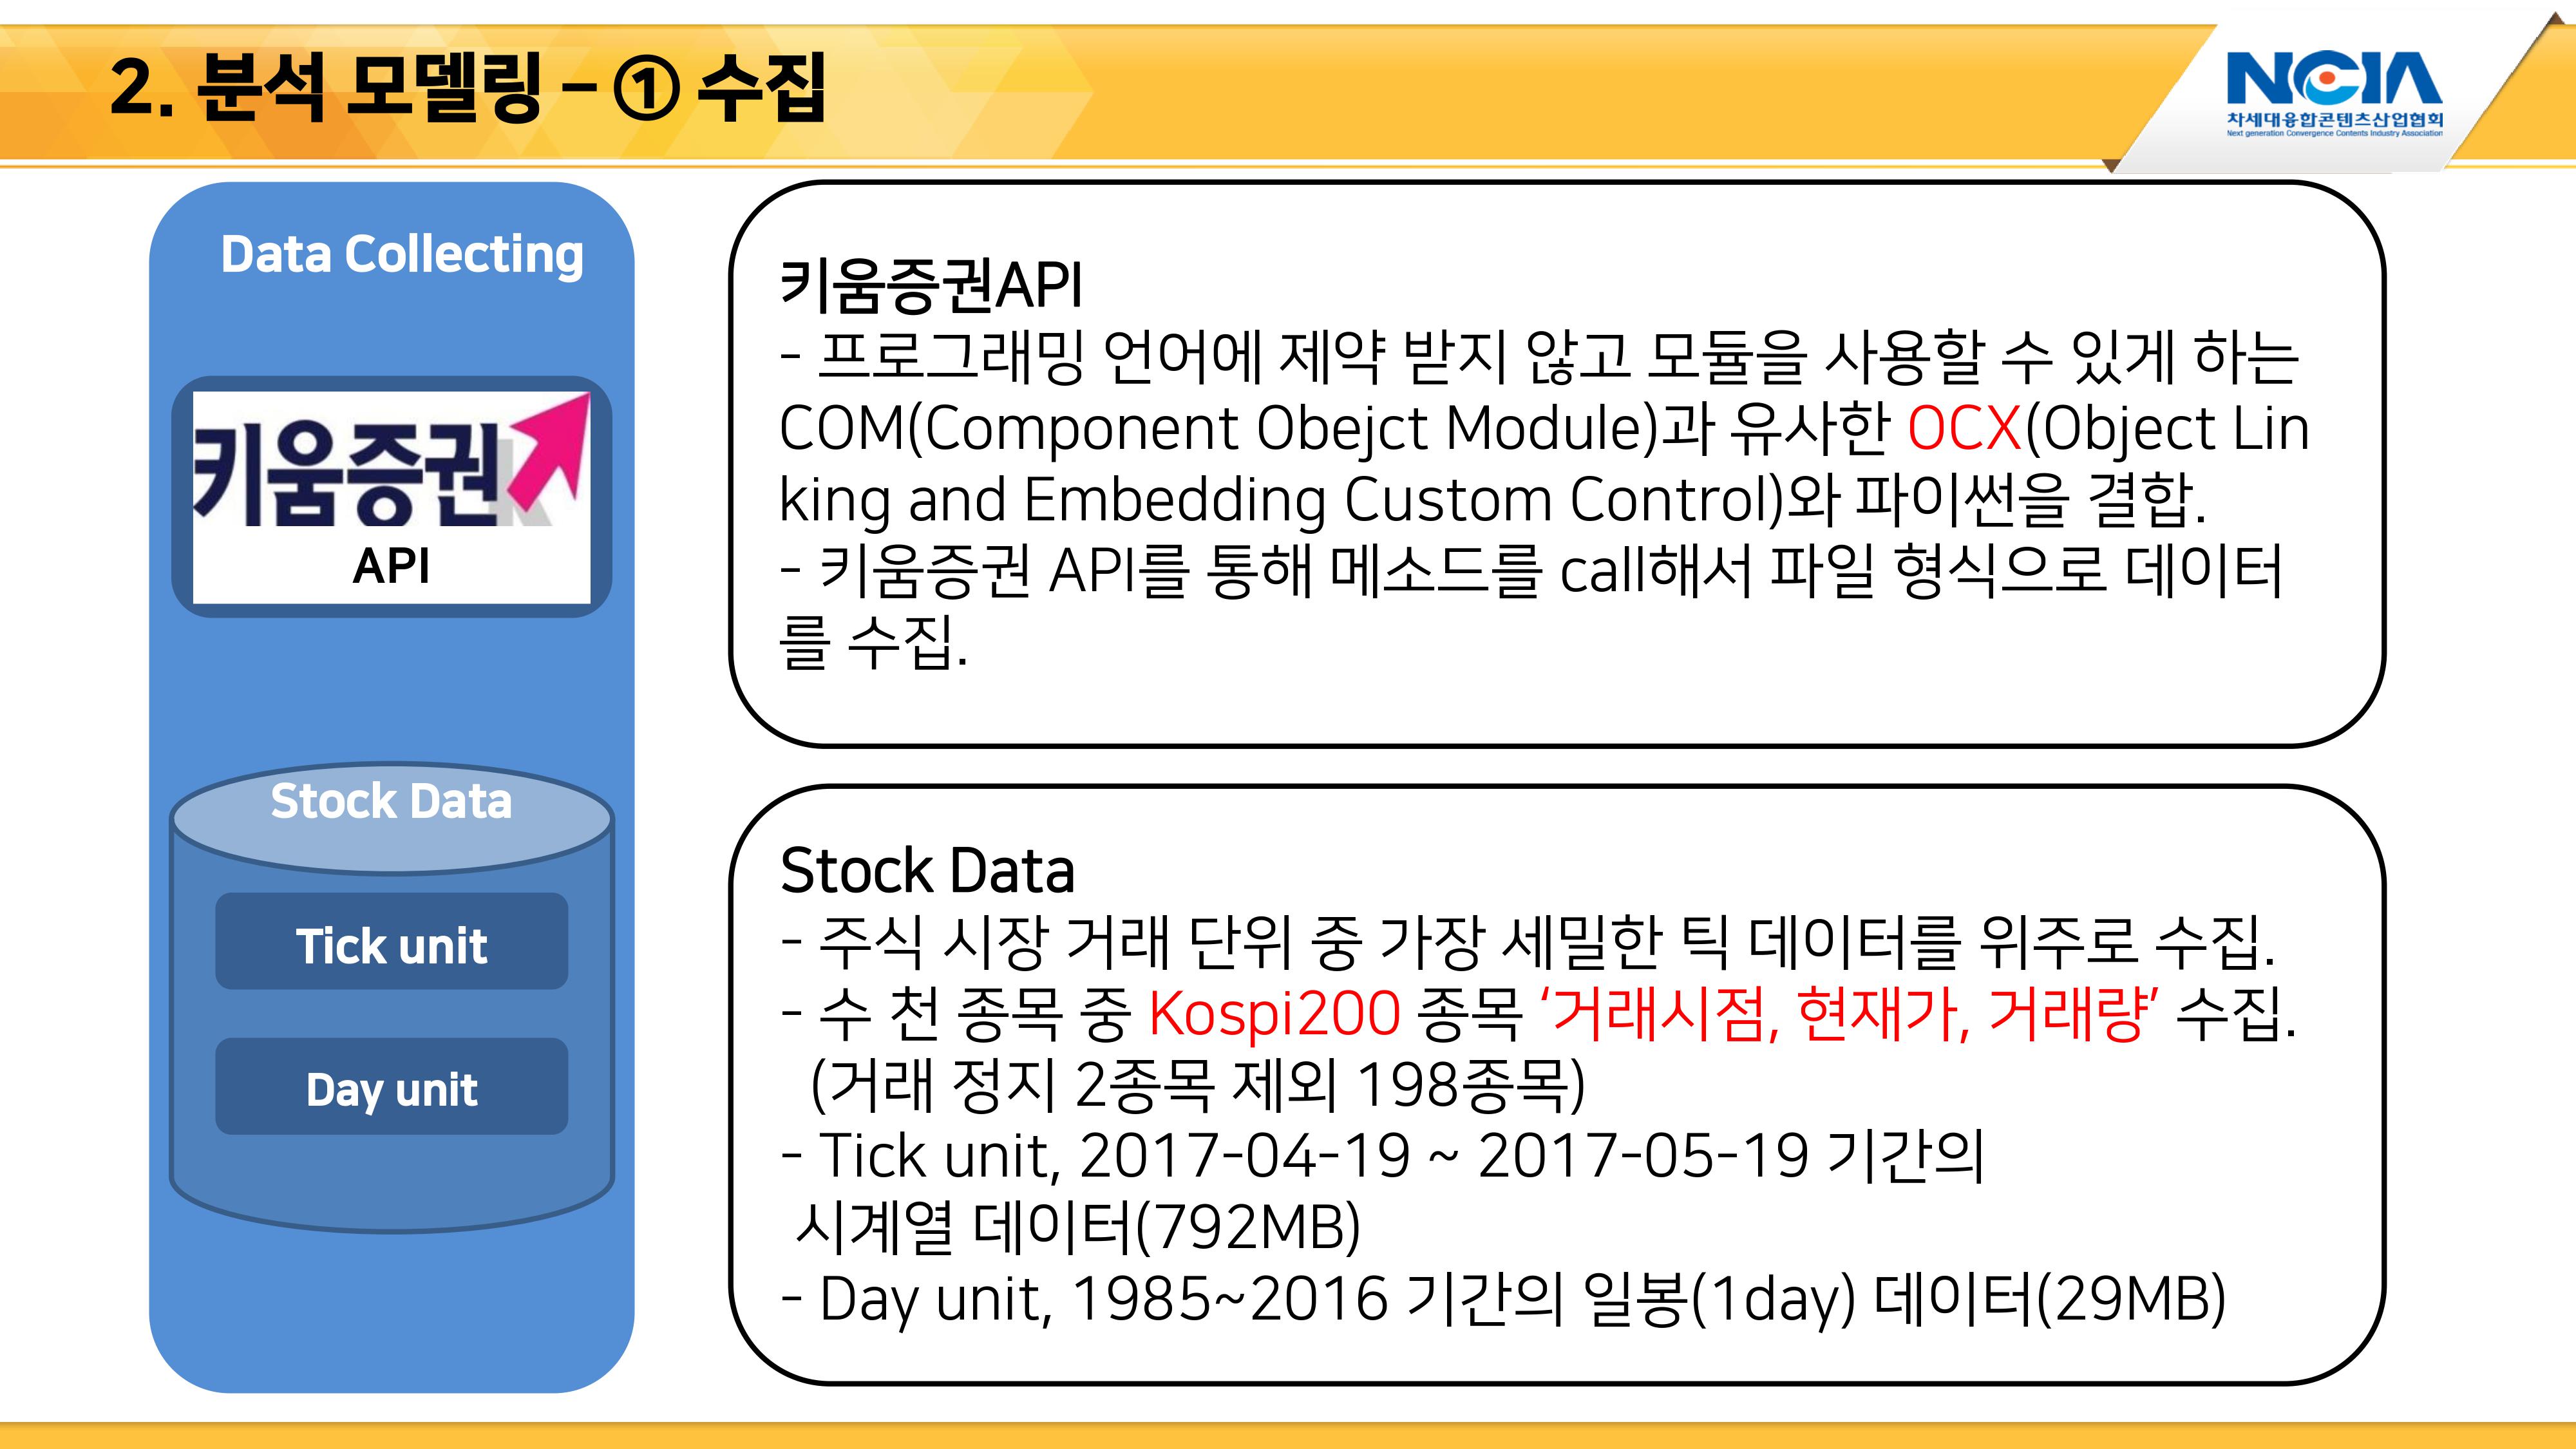 2. 분석 모델링 – ① 수집
NCIA
차세대융합콘텐츠산업협회
Next generation Convergence Contents Industry Association
Data Collecting
키움증권
API
Stock Data
Tick unit
Day unit
키움증권API
- 프로그래밍 언어에 제약 받지 않고 모듈을 사용할 수 있게 하는
COM(Component Obejct Module)과 유사한 OCX(Object Lin
king and Embedding Custom Control)와 파이썬을 결합.
- 키움증권 API를 통해 메소드를 call해서 파일 형식으로 데이터
를 수집.
Stock Data
- 주식 시장 거래 단위 중 가장 세밀한 틱 데이터를 위주로 수집.
- 수 천 종목 중 Kospi200 종목 ‘거래시점, 현재가, 거래량’ 수집.
(거래 정지 2종목 제외 198종목)
- Tick unit, 2017-04-19 ~ 2017-05-19 기간의
시계열 데이터(792MB)
- Day unit, 1985~2016 기간의 일봉(1day) 데이터(29MB)